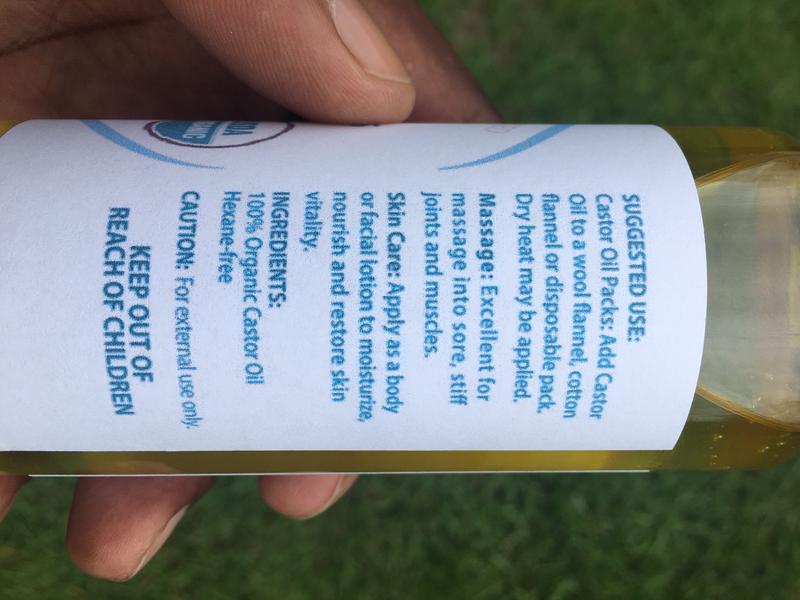 SUGGESTED USE:
Castor Oil Packs: Add Castor
Oil to a wool flannel, cotton
flannel or disposable pack.
Dry heat may be applied.
Massage: Excellent for
massage into sore, stiff
joints and muscles.
Skin Care: Apply as a body
or facial lotion to moisturize,
nourish and restore skin
vitality.
INGREDIENTS:
100% Organic Castor Oil
Hexane-free
CAUTION: For external use only.
KEEP OUT OF
REACH OF CHILDREN